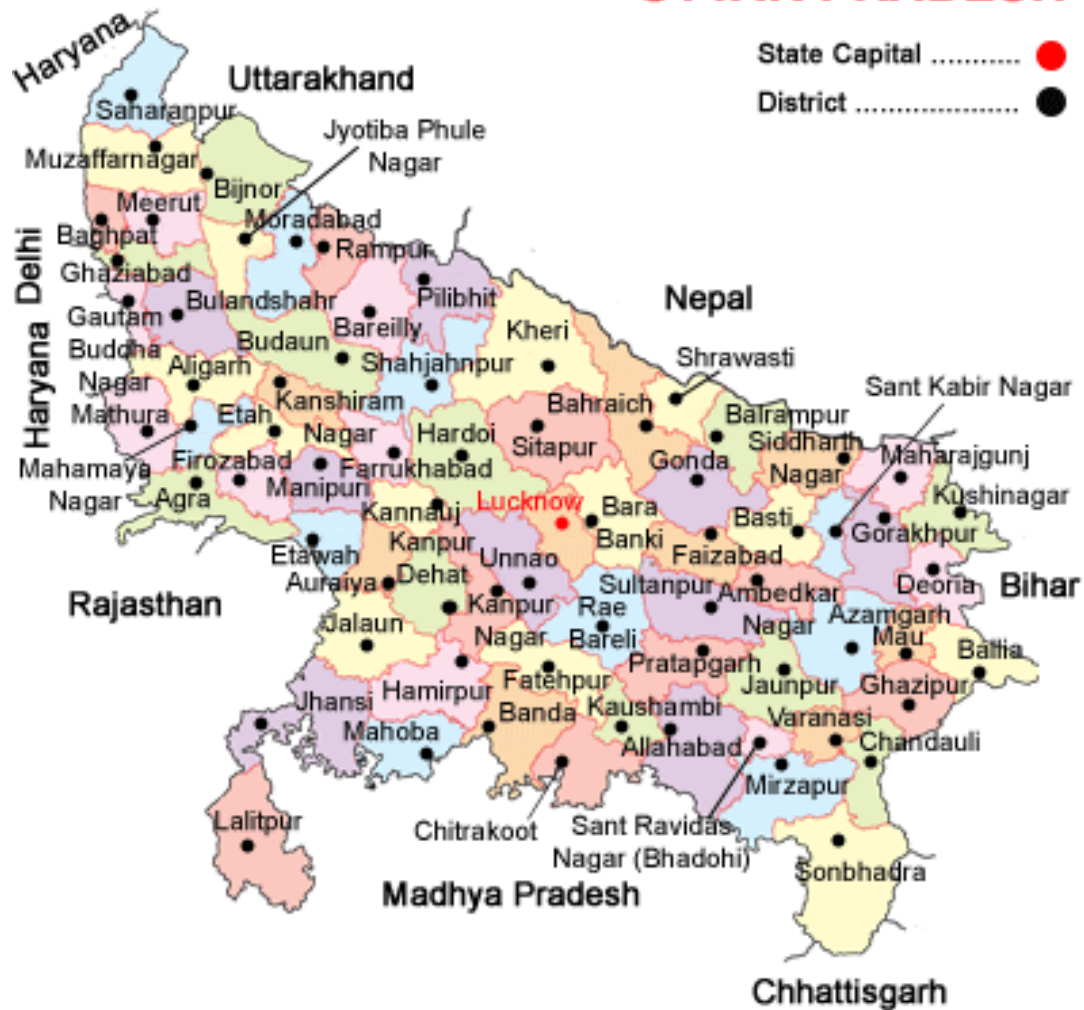 UTTAR PRADESH
Haryana
Uttarakhand
State Capital ...........
District .....................
Saharanpur
Jyotiba Phule
Nagar
Muzaffarnagar
Bijnor
Meerut
Moradabad
Baghpat
Rampur
Ghaziabad
Delhi
Haryana
Pilibhit
Bulandshahr
Nepal
Gautam
Buddha
Nagar
Bareilly
Kheri
Budaun
Shahjahnpur
Shrawasti
Aligarh
Sant Kabir Nagar
Kanshiram
Nagar
Mathura
Etah
Bahraich
Balrampur
Hardoi
Sitapur
Siddharth
Nagar
Maharajgunj
Mahamaya
Nagar
Firozabad
Farrukhabad
Gonda
Agra
Manipuri
Kushinagar
Lucknow
Kannauj
Bara
Banki
Basti
Gorakhpur
Etawah
Kanpur
Dehat
Unnao
Faizabad
Auraiya
Sultanpur
Ambedkar
Nagar
Deoria
Bihar
Rajasthan
Kanpur
Nagar
Rae
Bareli
Azamgarh
Jalaun
Mau
Ballia
Pratapgarh
Fatehpur
Jaunpur
Ghazipur
Jhansi
Hamirpur
Banda
Kaushambi
Varanasi
Mahoba
Allahabad
Chandauli
Mirzapur
Lalitpur
Chitrakoot
Sant Ravidas
Nagar (Bhadohi)
Sonbhadra
Madhya Pradesh
Chhattisgarh